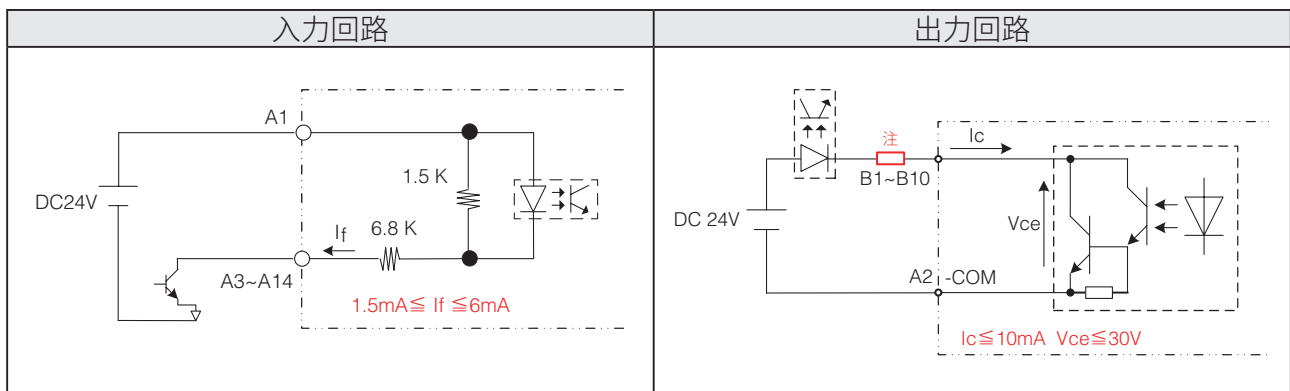 入力回路
出力回路
A1
DC24V
1.5 K
6.8 K
If
A3~A14
1.5mA≦ If ≦6mA
注
Ic
B1~B10
DC 24V
Vce
A2
-COM
Ic≦10mA Vce≦30V